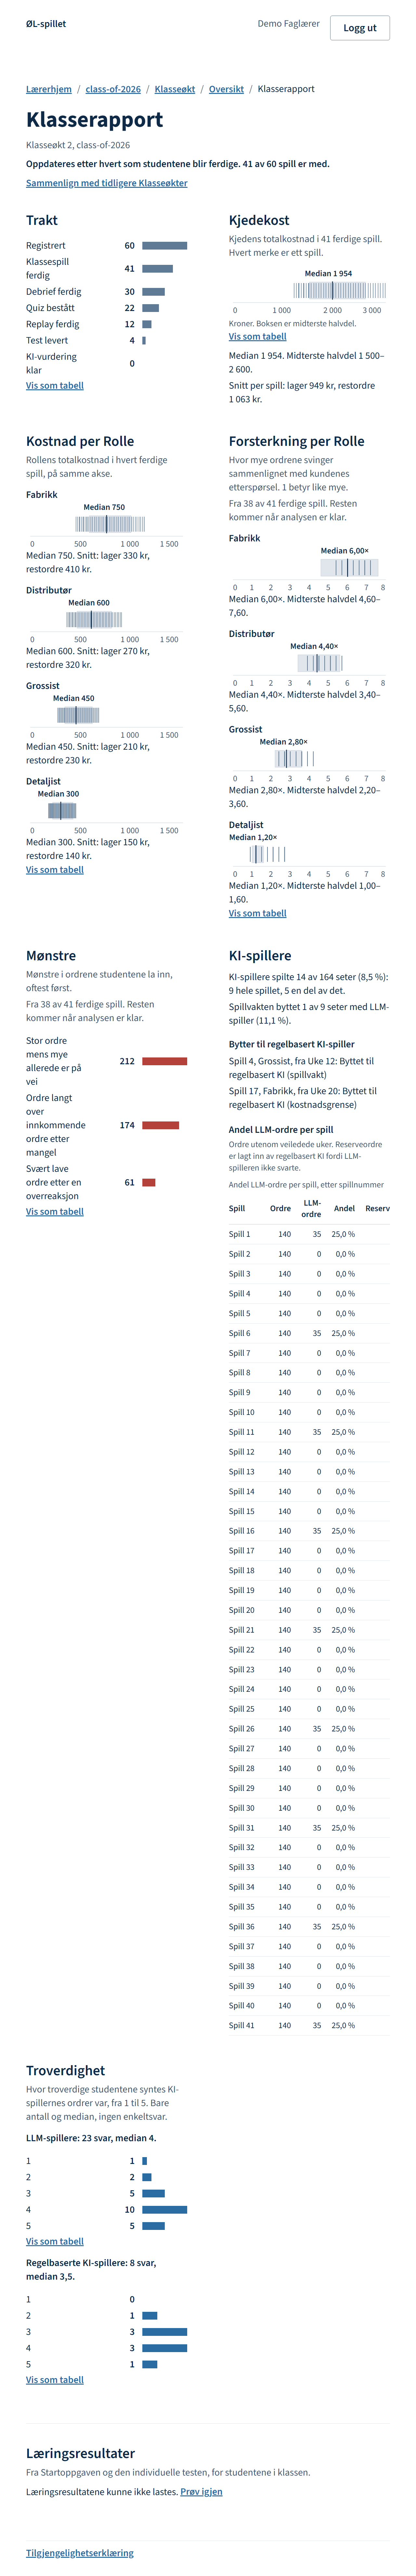 ØL-spillet
Demo Faglærer
Logg ut
Lærerhjem / class-of-2026 / Klasseøkt / Oversikt / Klasserapport
Klasserapport
Klasseøkt 2, class-of-2026
Oppdateres etter hvert som studentene blir ferdige. 41 av 60 spill er med.
Sammenlign med tidligere Klasseøkter
Trakt
Registrert 60
Klassespill
ferdig 41
Debrief ferdig 30
Quiz bestått 22
Replay ferdig 12
Test levert 4
KI-vurdering
klar 0
Vis som tabell
Kjedekost
Kjedens totalkostnad i 41 ferdige spill.
Hvert merke er ett spill.
Median 1 954
0 1 000 2 000 3 000
Kroner. Boksen er midterste halvdel.
Vis som tabell
Median 1 954. Midterste halvdel 1 500–
2 600.
Snitt per spill: lager 949 kr, restordre
1 063 kr.
Kostnad per Rolle
Rollens totalkostnad i hvert ferdige
spill, på samme akse.
Fabrikk
Median 750
0 500 1 000 1 500
Median 750. Snitt: lager 330 kr,
restordre 410 kr.
Distributør
Median 600
0 500 1 000 1 500
Median 600. Snitt: lager 270 kr,
restordre 320 kr.
Grossist
Median 450
0 500 1 000 1 500
Median 450. Snitt: lager 210 kr,
restordre 230 kr.
Detaljist
Median 300
0 500 1 000 1 500
Median 300. Snitt: lager 150 kr,
restordre 140 kr.
Vis som tabell
Forsterkning per Rolle
Hvor mye ordrene svinger
sammenlignet med kundenes
etterspørsel. 1 betyr like mye.
Fra 38 av 41 ferdige spill. Resten
kommer når analysen er klar.
Fabrikk
Median 6,00×
0 1 2 3 4 5 6 7 8
Median 6,00×. Midterste halvdel 4,60–
7,60.
Distributør
Median 4,40×
0 1 2 3 4 5 6 7 8
Median 4,40×. Midterste halvdel 3,40–
5,60.
Grossist
Median 2,80×
0 1 2 3 4 5 6 7 8
Median 2,80×. Midterste halvdel 2,20–
3,60.
Detaljist
Median 1,20×
0 1 2 3 4 5 6 7 8
Median 1,20×. Midterste halvdel 1,00–
1,60.
Vis som tabell
Mønstre
Mønstre i ordrene studentene la inn,
oftest først.
Fra 38 av 41 ferdige spill. Resten
kommer når analysen er klar.
Stor ordre
mens mye
allerede er på
vei 212
Ordre langt
over
innkommende
ordre etter
mangel 174
Svært lave
ordre etter en
overreaksjon 61
Vis som tabell
KI-spillere
KI-spillere spilte 14 av 164 seter (8,5 %):
9 hele spillet, 5 en del av det.
Spillvakten byttet 1 av 9 seter med LLM-
spiller (11,1 %).
Bytter til regelbasert KI-spiller
Spill 4, Grossist, fra Uke 12: Byttet til
regelbasert KI (spillvakt)
Spill 17, Fabrikk, fra Uke 20: Byttet til
regelbasert KI (kostnadsgrense)
Andel LLM-ordre per spill
Ordre utenom veiledede uker. Reserveordre
er lagt inn av regelbasert KI fordi LLM-
spilleren ikke svarte.
Andel LLM-ordre per spill, etter spillnummer
Spill Ordre LLM-
ordre Andel Reserv
Spill 1 140 35 25,0 %
Spill 2 140 0 0,0 %
Spill 3 140 0 0,0 %
Spill 4 140 0 0,0 %
Spill 5 140 0 0,0 %
Spill 6 140 35 25,0 %
Spill 7 140 0 0,0 %
Spill 8 140 0 0,0 %
Spill 9 140 0 0,0 %
Spill 10 140 0 0,0 %
Spill 11 140 35 25,0 %
Spill 12 140 0 0,0 %
Spill 13 140 0 0,0 %
Spill 14 140 0 0,0 %
Spill 15 140 0 0,0 %
Spill 16 140 35 25,0 %
Spill 17 140 0 0,0 %
Spill 18 140 0 0,0 %
Spill 19 140 0 0,0 %
Spill 20 140 0 0,0 %
Spill 21 140 35 25,0 %
Spill 22 140 0 0,0 %
Spill 23 140 0 0,0 %
Spill 24 140 0 0,0 %
Spill 25 140 0 0,0 %
Spill 26 140 35 25,0 %
Spill 27 140 0 0,0 %
Spill 28 140 0 0,0 %
Spill 29 140 0 0,0 %
Spill 30 140 0 0,0 %
Spill 31 140 35 25,0 %
Spill 32 140 0 0,0 %
Spill 33 140 0 0,0 %
Spill 34 140 0 0,0 %
Spill 35 140 0 0,0 %
Spill 36 140 35 25,0 %
Spill 37 140 0 0,0 %
Spill 38 140 0 0,0 %
Spill 39 140 0 0,0 %
Spill 40 140 0 0,0 %
Spill 41 140 35 25,0 %
Troverdighet
Hvor troverdige studentene syntes KI-
spillernes ordrer var, fra 1 til 5. Bare
antall og median, ingen enkeltsvar.
LLM-spillere: 23 svar, median 4.
1 1
2 2
3 5
4 10
5 5
Vis som tabell
Regelbaserte KI-spillere: 8 svar,
median 3,5.
1 0
2 1
3 3
4 3
5 1
Vis som tabell
Læringsresultater
Fra Startoppgaven og den individuelle testen, for studentene i klassen.
Læringsresultatene kunne ikke lastes. Prøv igjen
Tilgjengelighetserklæring